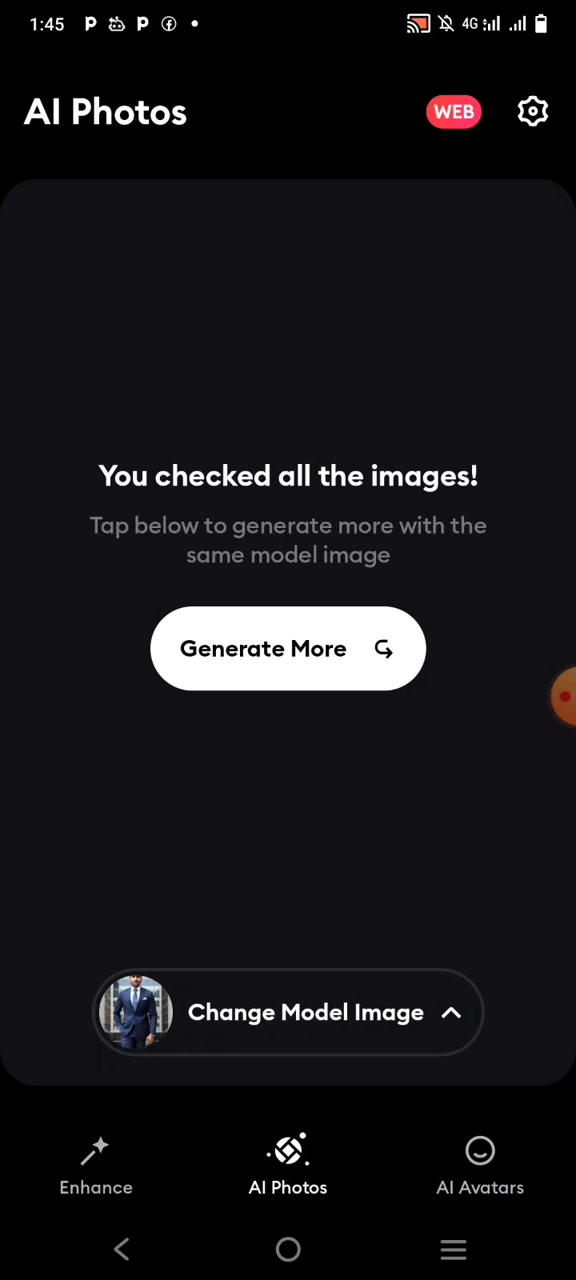 1:45
4G
AI Photos
WEB
You checked all the images!
Tap below to generate more with the
same model image
Generate More
Change Model Image
Enhance
AI Photos
AI Avatars